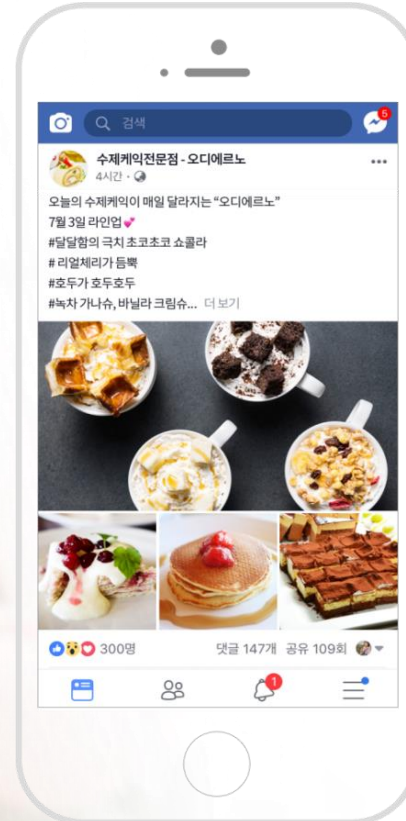 검색
6
수제케익전문점 - 오디에르노
4시간 ·
오늘의 수제케익이 매일 달라지는 “오디에르노”
7월 3일 라인업
#달달함의 극치 초코초코 쇼콜라
# 리얼체리가 듬뿍
#호두가 호두호두
#녹차 가나슈, 바닐라 크림슈... 더 보기
300명 댓글 147개 공유 109회
1